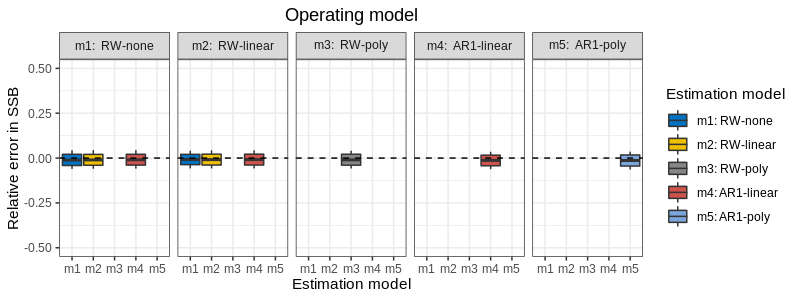 Operating model
m1: RW-none m2: RW-linear m3: RW-poly m4: AR1-linear m5: AR1-poly
Relative error in SSB
0.50
0.25
0.00
-0.25
-0.50
m1 m2 m3 m4 m5 m1 m2 m3 m4 m5 m1 m2 m3 m4 m5 m1 m2 m3 m4 m5 m1 m2 m3 m4 m5
Estimation model
Estimation model
m1: RW-none
m2: RW-linear
m3: RW-poly
m4: AR1-linear
m5: AR1-poly